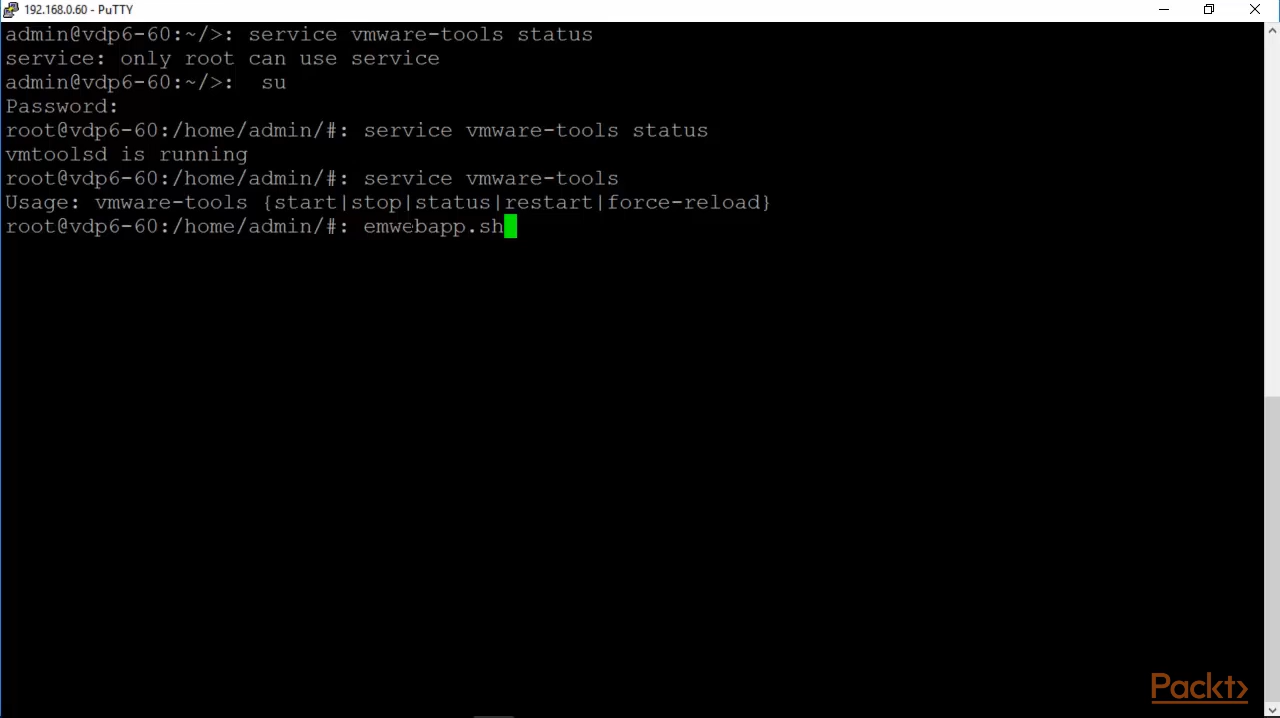 192.168.0.60 - PuTTY
admin@vdp6-60:~/>: service vmware-tools status
service: only root can use service
admin@vdp6-60:~/>:  su
Password:
root@vdp6-60:/home/admin/#: service vmware-tools status
vmtoolsd is running
root@vdp6-60:/home/admin/#: service vmware-tools
Usage: vmware-tools {start|stop|status|restart|force-reload}
root@vdp6-60:/home/admin/#: emwebapp.sh
Packt>